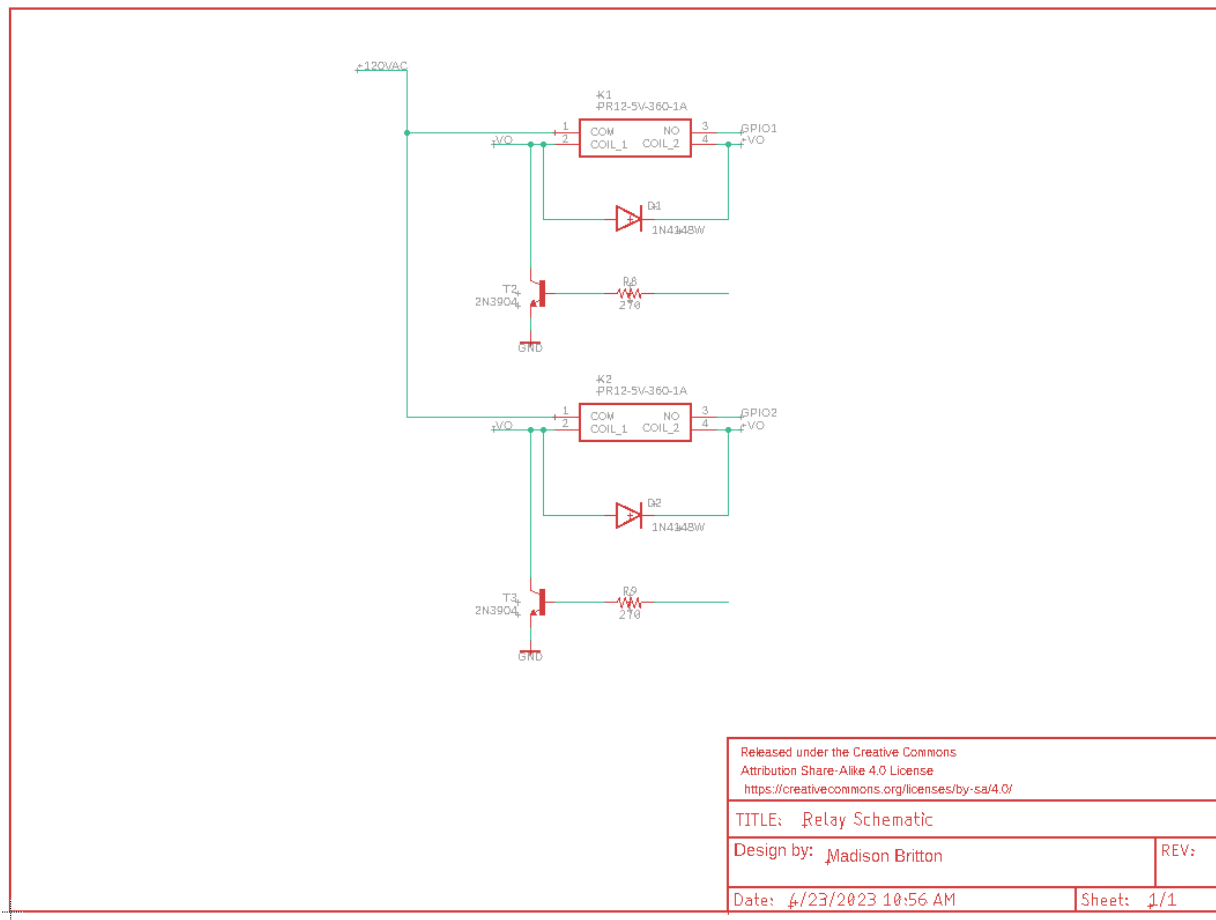 +120VAC
K1
PR12-5V-360-1A
1 COM NO 3 GPIO1
-VO 2 COIL_1 COIL_2 4 +VO
D1
1N4148W
T2
2N3904
R8
270
GND
K2
PR12-5V-360-1A
1 COM NO 3 GPIO2
-VO 2 COIL_1 COIL_2 4 +VO
D2
1N4148W
T3
2N3904
R9
270
GND
Released under the Creative Commons
Attribution Share-Alike 4.0 License
https://creativecommons.org/licenses/by-sa/4.0/
TITLE: Relay Schematic
Design by: Madison Britton
REV:
Date: 4/23/2023 10:56 AM
Sheet: 1/1